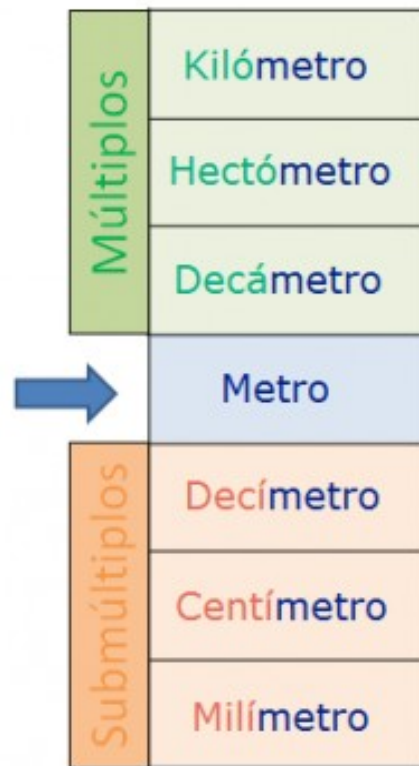 Múltiplos
Kilómetro
Hectómetro
Decámetro
Metro
Submúltiplos
Decímetro
Centímetro
Milímetro